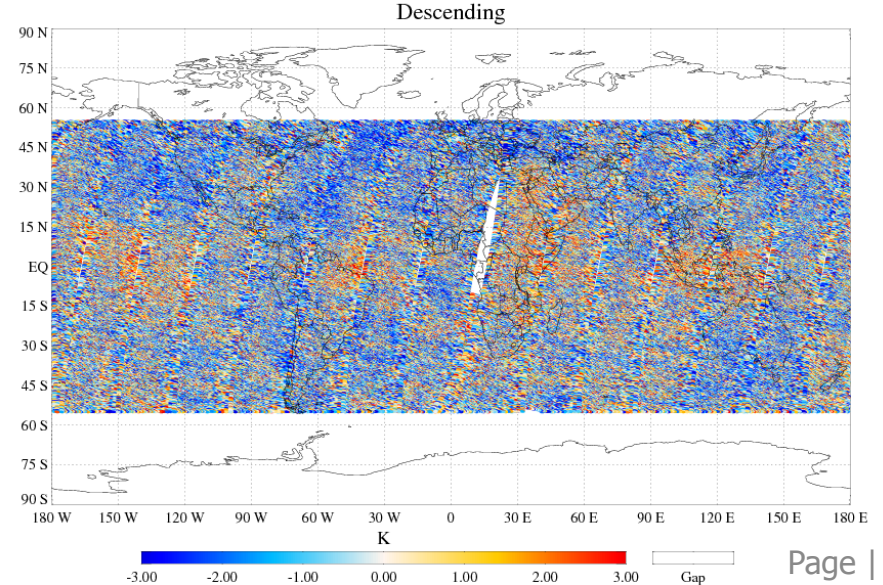 Descending
90 N
75 N
60 N
45 N
30 N
15 N
EQ
15 S
30 S
45 S
60 S
75 S
90 S
180 W 150 W 120 W 90 W 60 W 30 W 0 30 E 60 E 90 E 120 E 150 E 180 E
K
-3.00 -2.00 -1.00 0.00 1.00 2.00 3.00 Gap
Page |